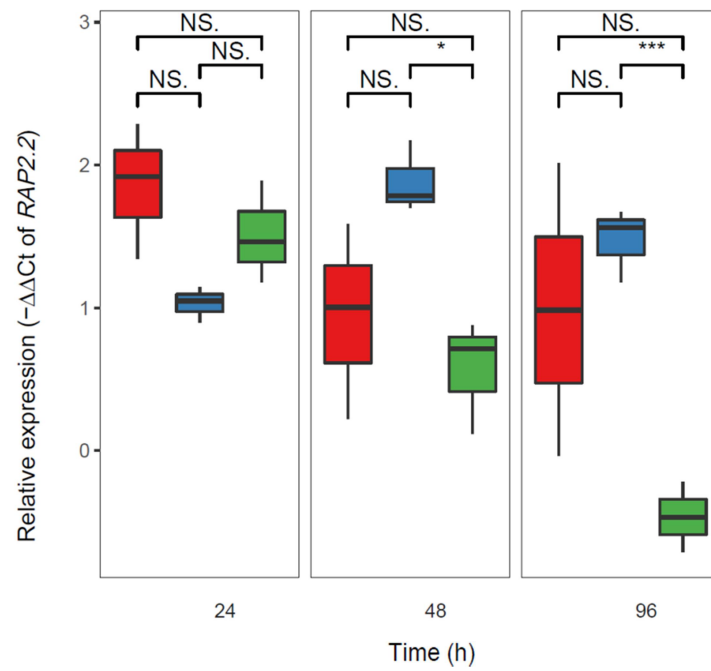 Relative expression (−ΔΔCt of RAP2.2)
3
2
1
0
NS.
NS.
NS.
NS.
*
NS.
NS.
***
NS.
24
48
96
Time (h)